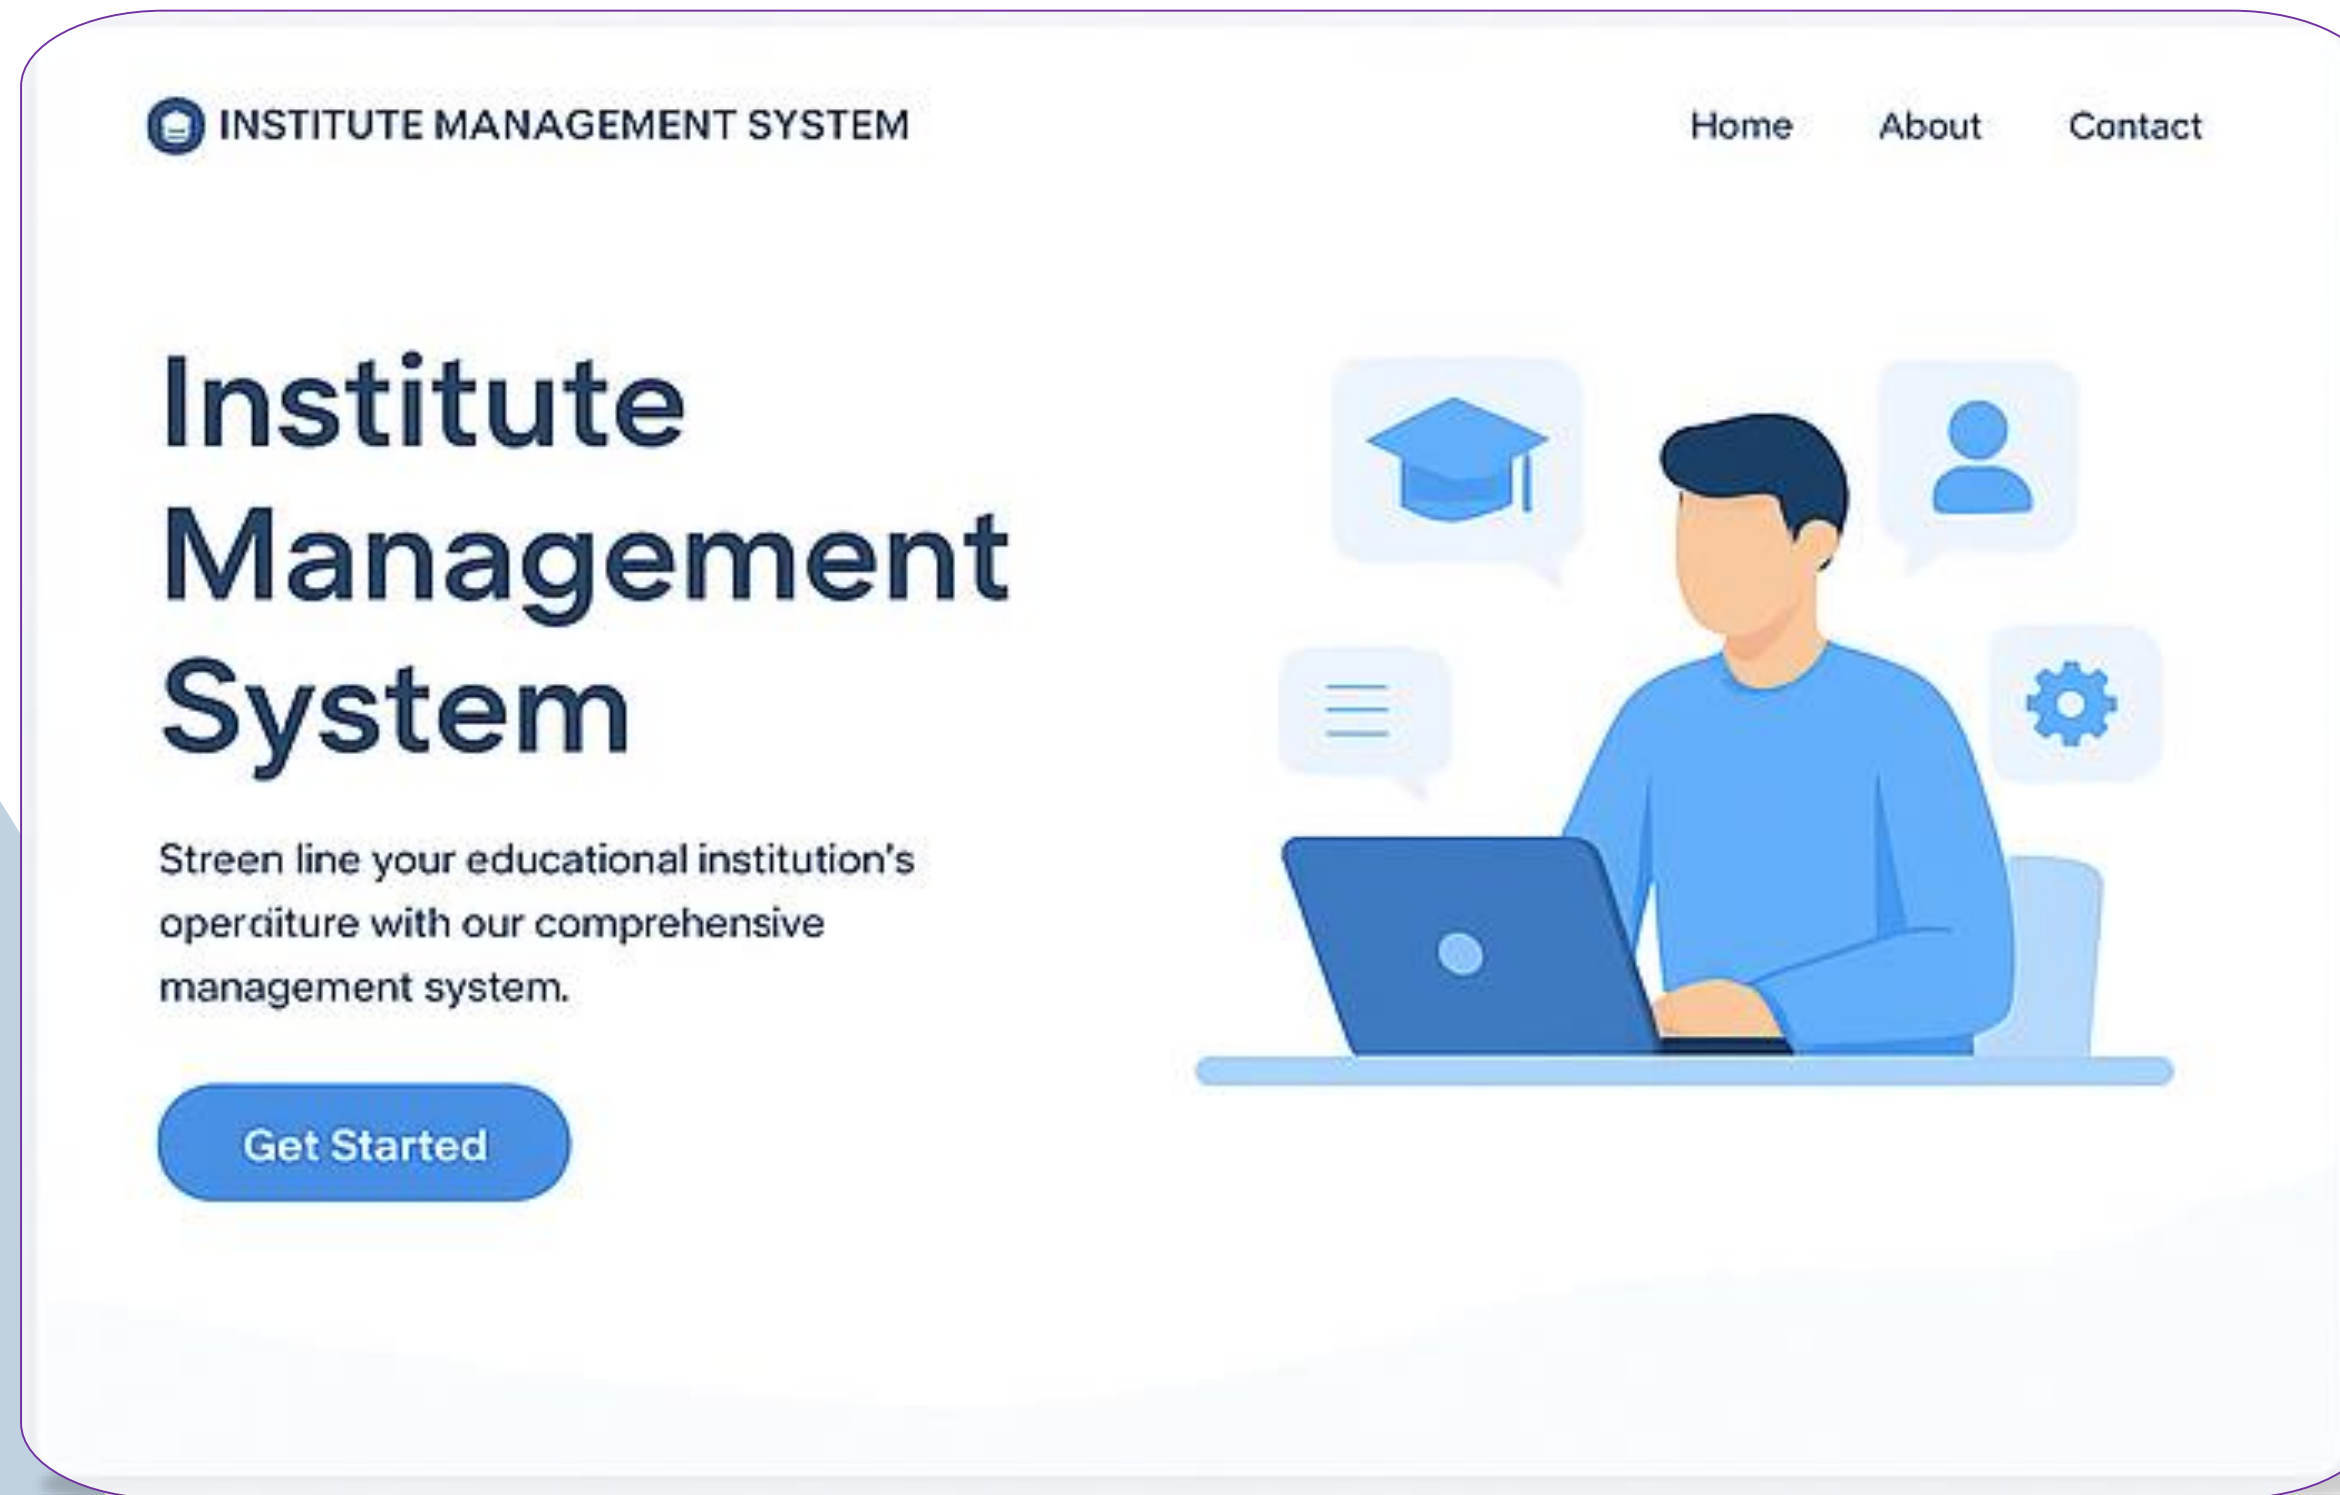 INSTITUTE MANAGEMENT SYSTEM
Home About Contact
Institute
Management
System
Streen line your educational institution's
operdiiture with our comprehensive
management system.
Get Started